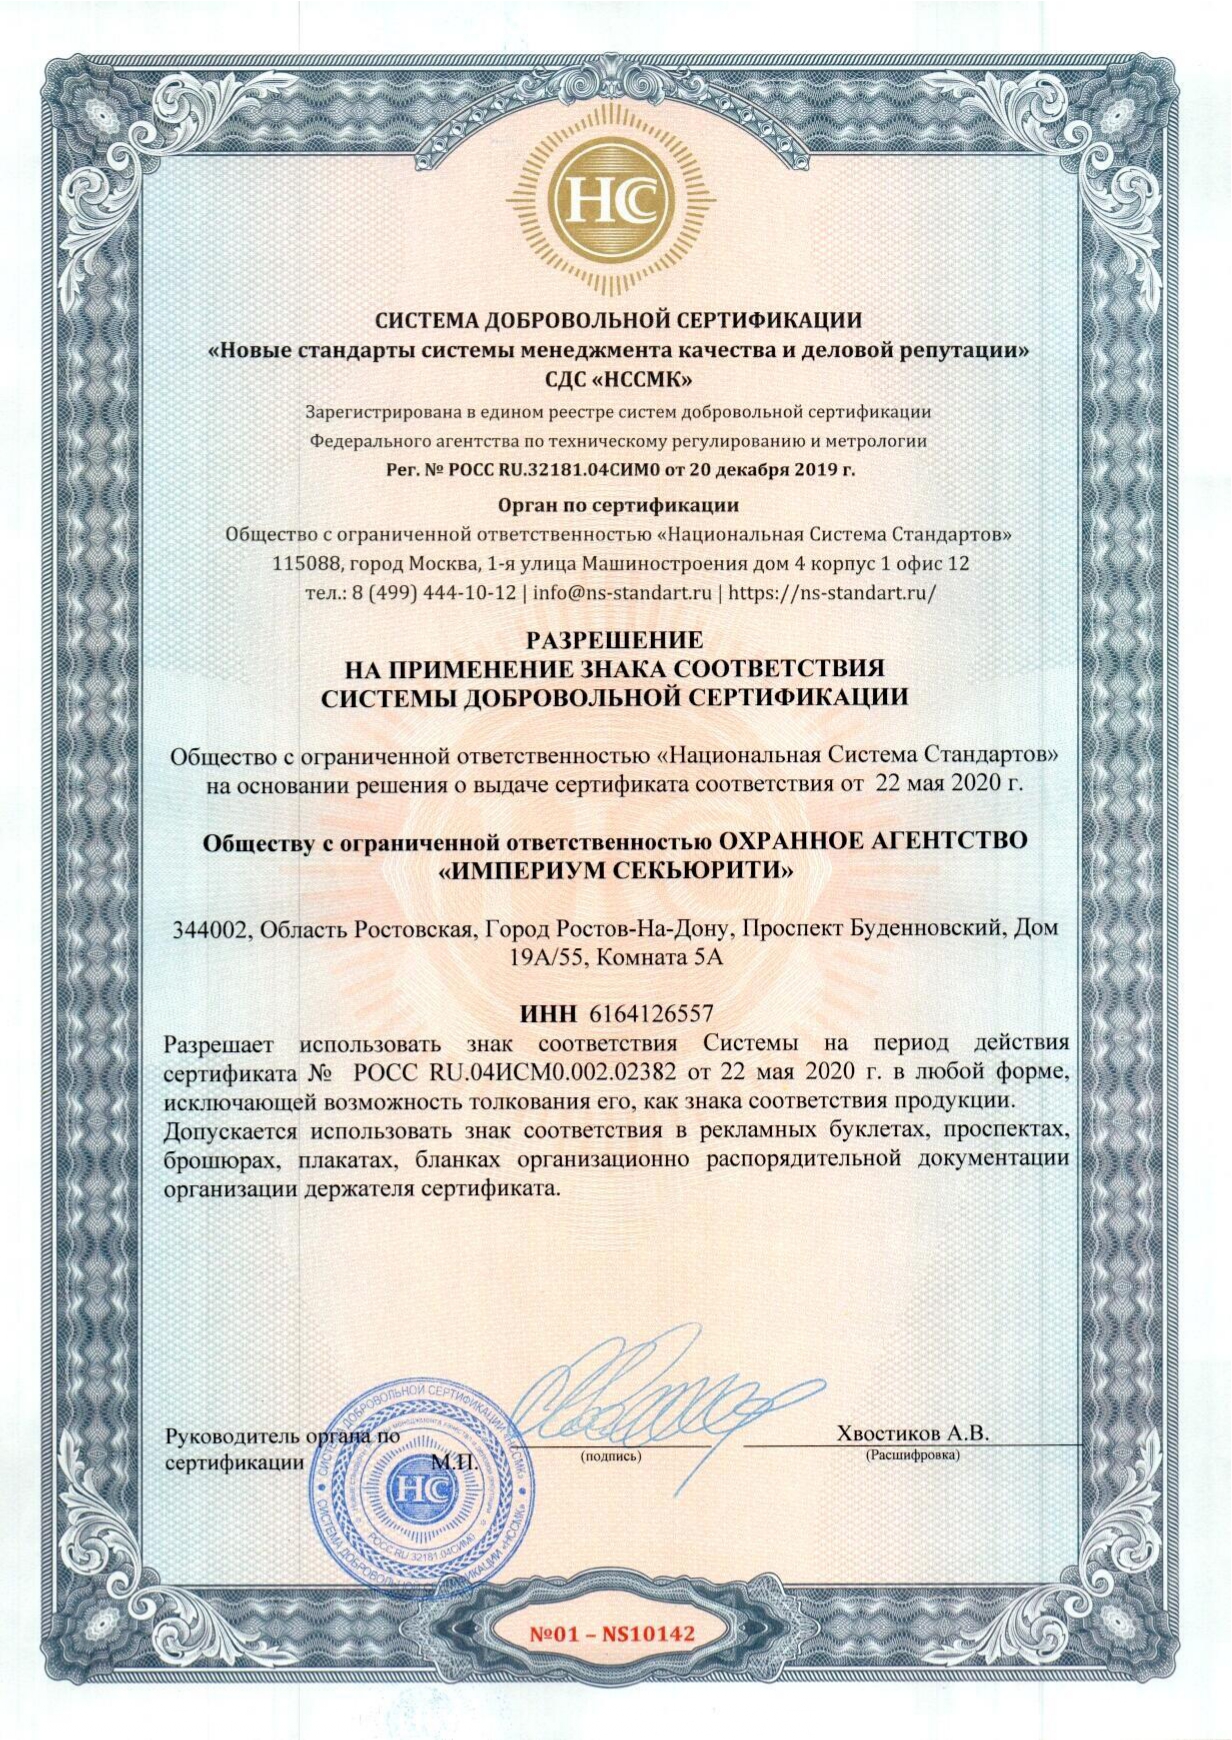 НСС
СИСТЕМА ДОБРОВОЛЬНОЙ СЕРТИФИКАЦИИ
«Новые стандарты системы менеджмента качества и деловой репутации»
СДС «НССМК»
Зарегистрирована в едином реестре систем добровольной сертификации
Федерального агентства по техническому регулированию и метрологии
Рег. № РОСС RU.32181.04СИМ0 от 20 декабря 2019 г.
Орган по сертификации
Общество с ограниченной ответственностью «Национальная Система Стандартов»
115088, город Москва, 1-я улица Машиностроения дом 4 корпус 1 офис 12
тел.: 8 (499) 444-10-12 | info@ns-standart.ru | https://ns-standart.ru/
РАЗРЕШЕНИЕ
НА ПРИМЕНЕНИЕ ЗНАКА СООТВЕТСТВИЯ
СИСТЕМЫ ДОБРОВОЛЬНОЙ СЕРТИФИКАЦИИ
Общество с ограниченной ответственностью «Национальная Система Стандартов»
на основании решения о выдаче сертификата соответствия от 22 мая 2020 г.
Обществу с ограниченной ответственностью ОХРАННОЕ АГЕНТСТВО
«ИМПЕРИУМ СЕКЬЮРИТИ»
344002, Область Ростовская, Город Ростов-На-Дону, Проспект Буденновский, Дом
19А/55, Комната 5А
ИНН 6164126557
Разрешает использовать знак соответствия Системы на период действия
сертификата № РОСС RU.04ИСМ0.002.02382 от 22 мая 2020 г. в любой форме,
исключающей возможность толкования его, как знака соответствия продукции.
Допускается использовать знак соответствия в рекламных буклетах, проспектах,
брошюрах, плакатах, бланках организационно распорядительной документации
организации держателя сертификата.
Руководитель органа по
сертификации
М.П.
(подпись)
Хвостиков А.В.
(Расшифровка)
СИСТЕМА ДОБРОВОЛЬНОЙ СЕРТИФИКАЦИИ «НССМК»
СИСТЕМА ДОБРОВОЛЬНОЙ СЕРТИФИКАЦИИ «НССМК»
НСС
РОСС RU.32181.04СИМ0
№01 – NS10142